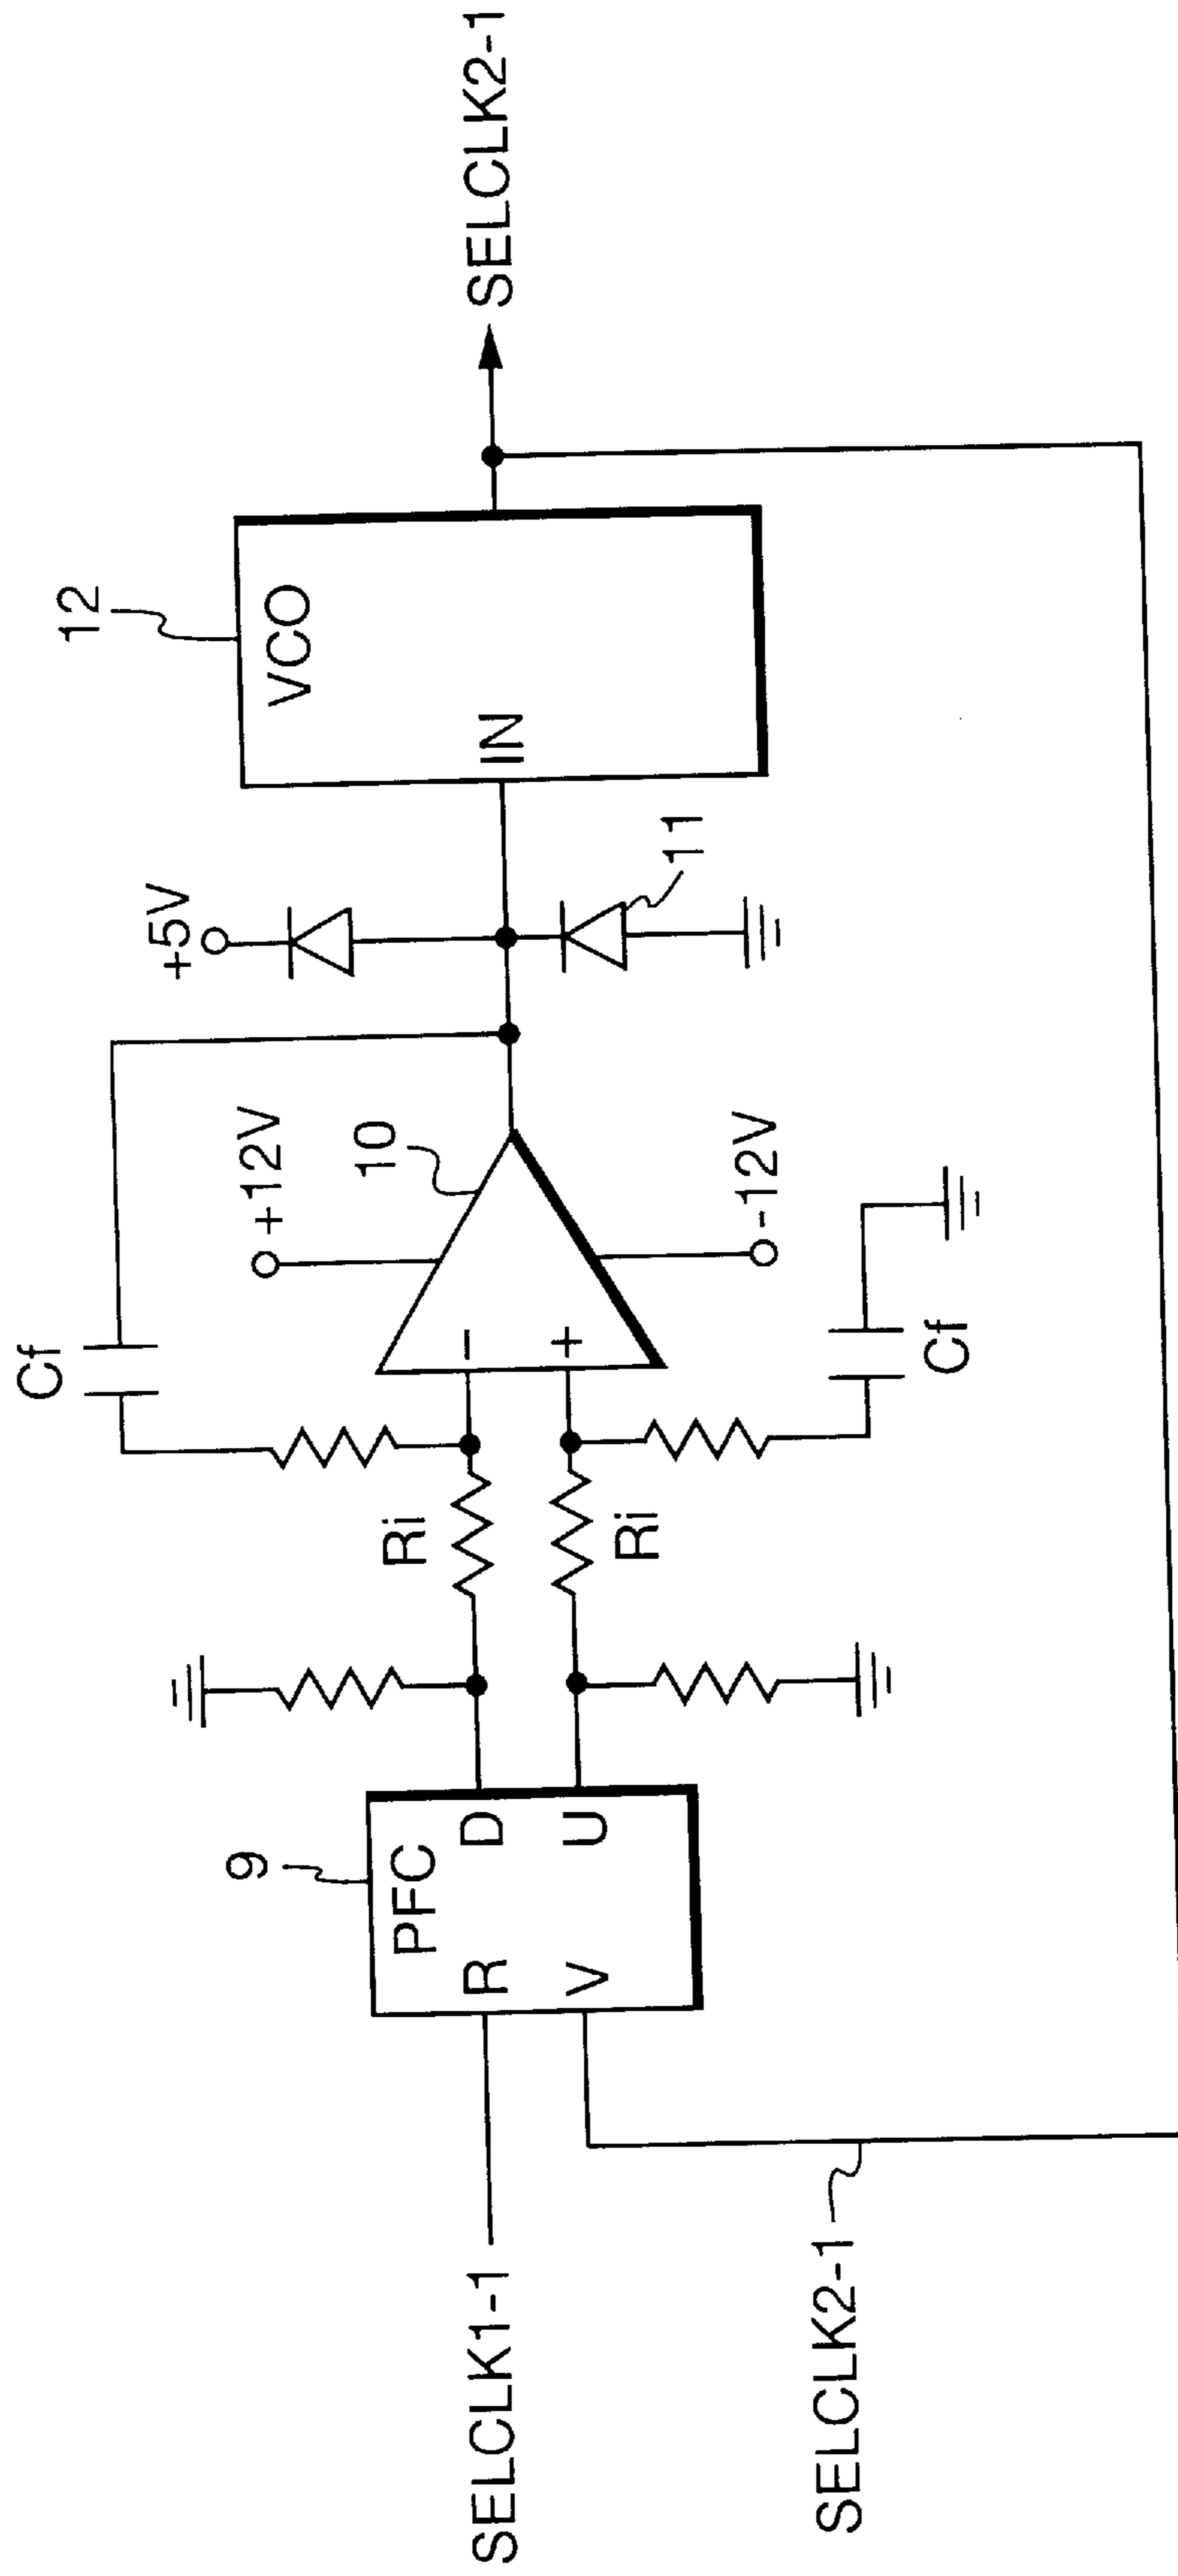 SELCLK1-1
SELCLK2-1
9
PFC
R
D
V
U
Ri
Ri
Cf
Cf
-
+
10
+12V
-12V
+5V
11
12
VCO
IN
SELCLK2-1